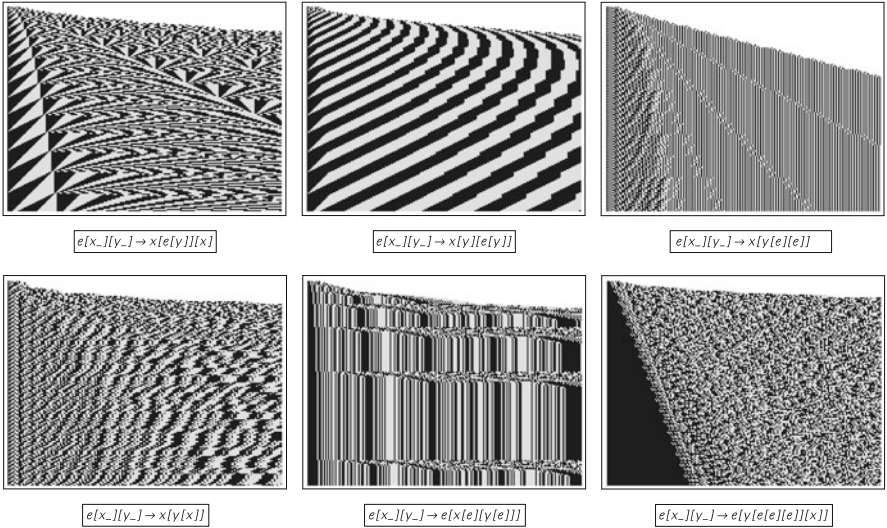 e[x_][y_] → x[e[y]][x]
e[x_][y_] → x[y][e[y]]
e[x_][y_] → x[y[e][e]]
e[x_][y_] → x[y[x]]
e[x_][y_] → e[x[e][y[e]]]
e[x_][y_] → e[y[e[e][e]][x]]